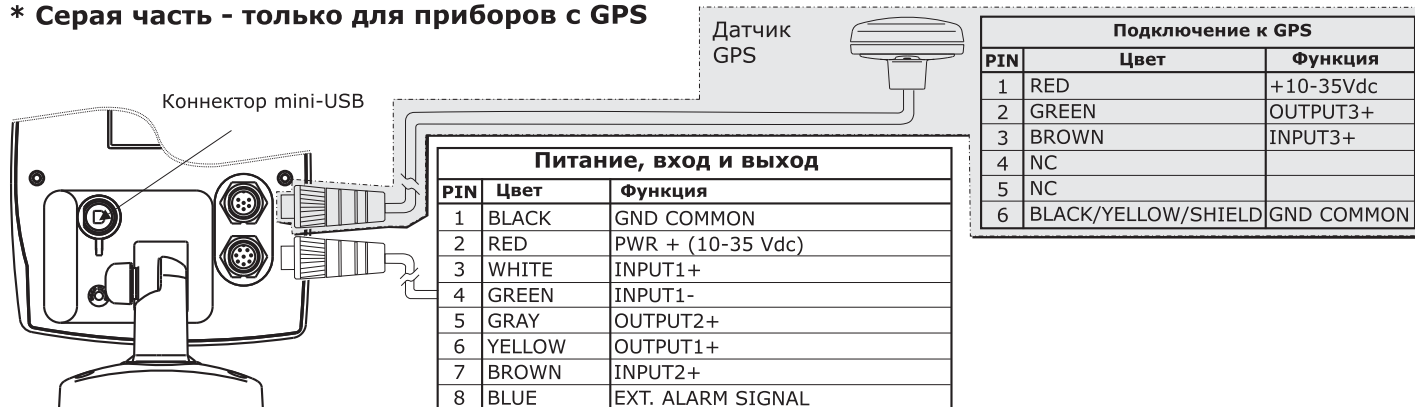 * Серая часть - только для приборов с GPS
Датчик
GPS
Коннектор mini-USB
Подключение к GPS
PIN Цвет Функция
1 RED +10-35Vdc
2 GREEN OUTPUT3+
3 BROWN INPUT3+
4 NC
5 NC
6 BLACK/YELLOW/SHIELD GND COMMON
Питание, вход и выход
PIN Цвет Функция
1 BLACK GND COMMON
2 RED PWR + (10-35 Vdc)
3 WHITE INPUT1+
4 GREEN INPUT1-
5 GRAY OUTPUT2+
6 YELLOW OUTPUT1+
7 BROWN INPUT2+
8 BLUE EXT. ALARM SIGNAL